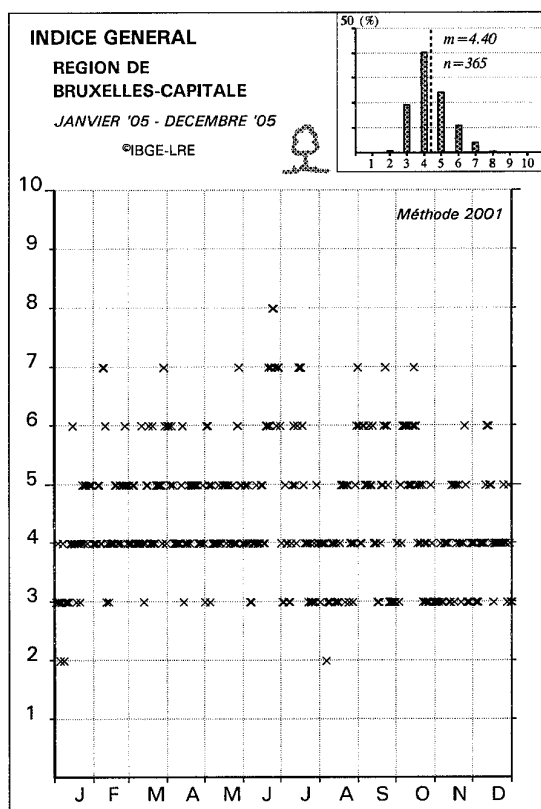 INDICE GENERAL
REGION DE
BRUXELLES-CAPITALE
JANVIER '05 - DECEMBRE '05
©IBGE-LRE
50 (%)
m=4.40
n=365
1 2 3 4 5 6 7 8 9 10
Méthode 2001
10
9
8
7
6
5
4
3
2
1
J F M A M J J A S O N D